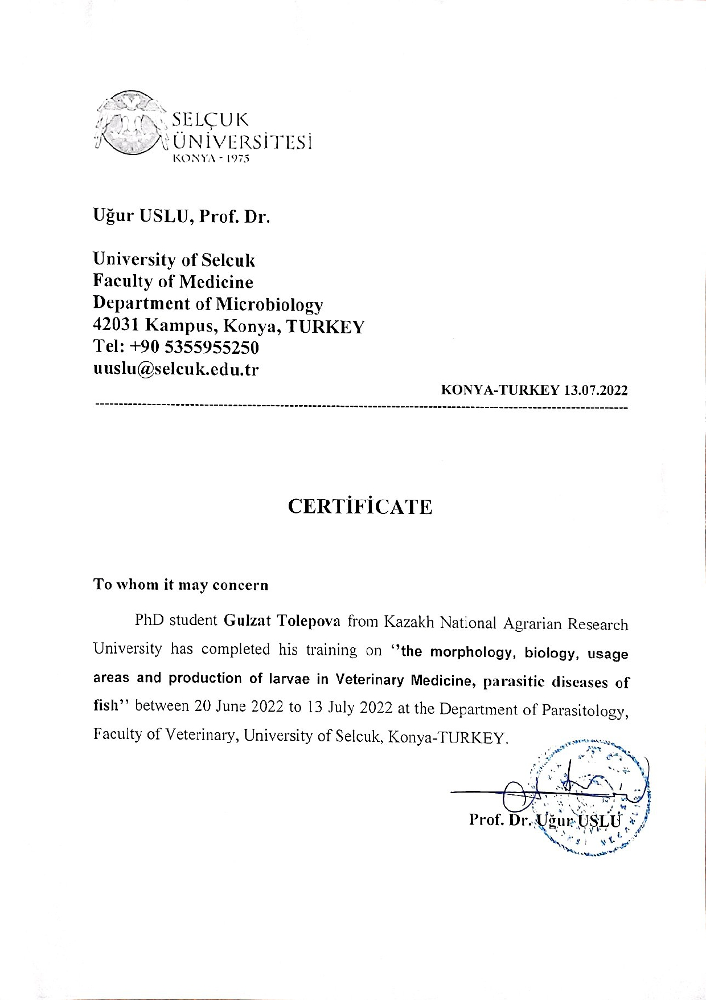 SELÇUK
ÜNİVERSİTESİ
KONYA - 1975
Uğur USLU, Prof. Dr.
University of Selcuk
Faculty of Medicine
Department of Microbiology
42031 Kampus, Konya, TURKEY
Tel: +90 5355955250
uuslu@selcuk.edu.tr
KONYA-TURKEY 13.07.2022
CERTİFİCATE
To whom it may concern
PhD student Gulzat Tolepova from Kazakh National Agrarian Research
University has completed his training on ‘’the morphology, biology, usage
areas and production of larvae in Veterinary Medicine, parasitic diseases of
fish’’ between 20 June 2022 to 13 July 2022 at the Department of Parasitology,
Faculty of Veterinary, University of Selcuk, Konya-TURKEY.
Prof. Dr. Uğur USLU